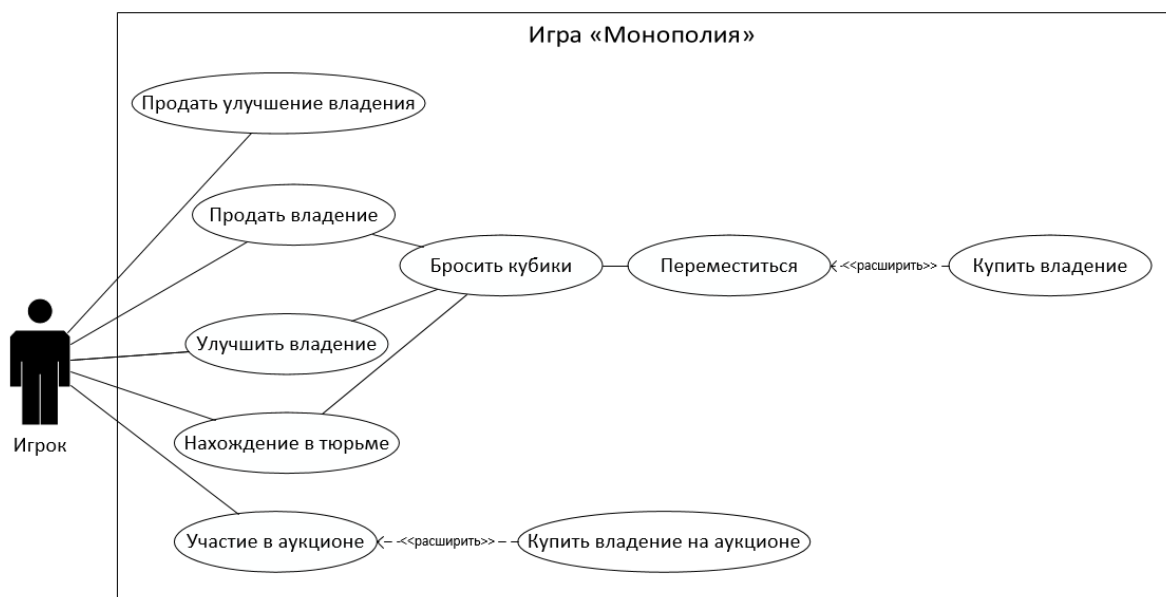 Игра «Монополия»
Продать улучшение владения
Продать владение
Бросить кубики
Переместиться
<<расширить>>
Купить владение
Улучшить владение
Нахождение в тюрьме
Игрок
Участие в аукционе
<<расширить>>
Купить владение на аукционе